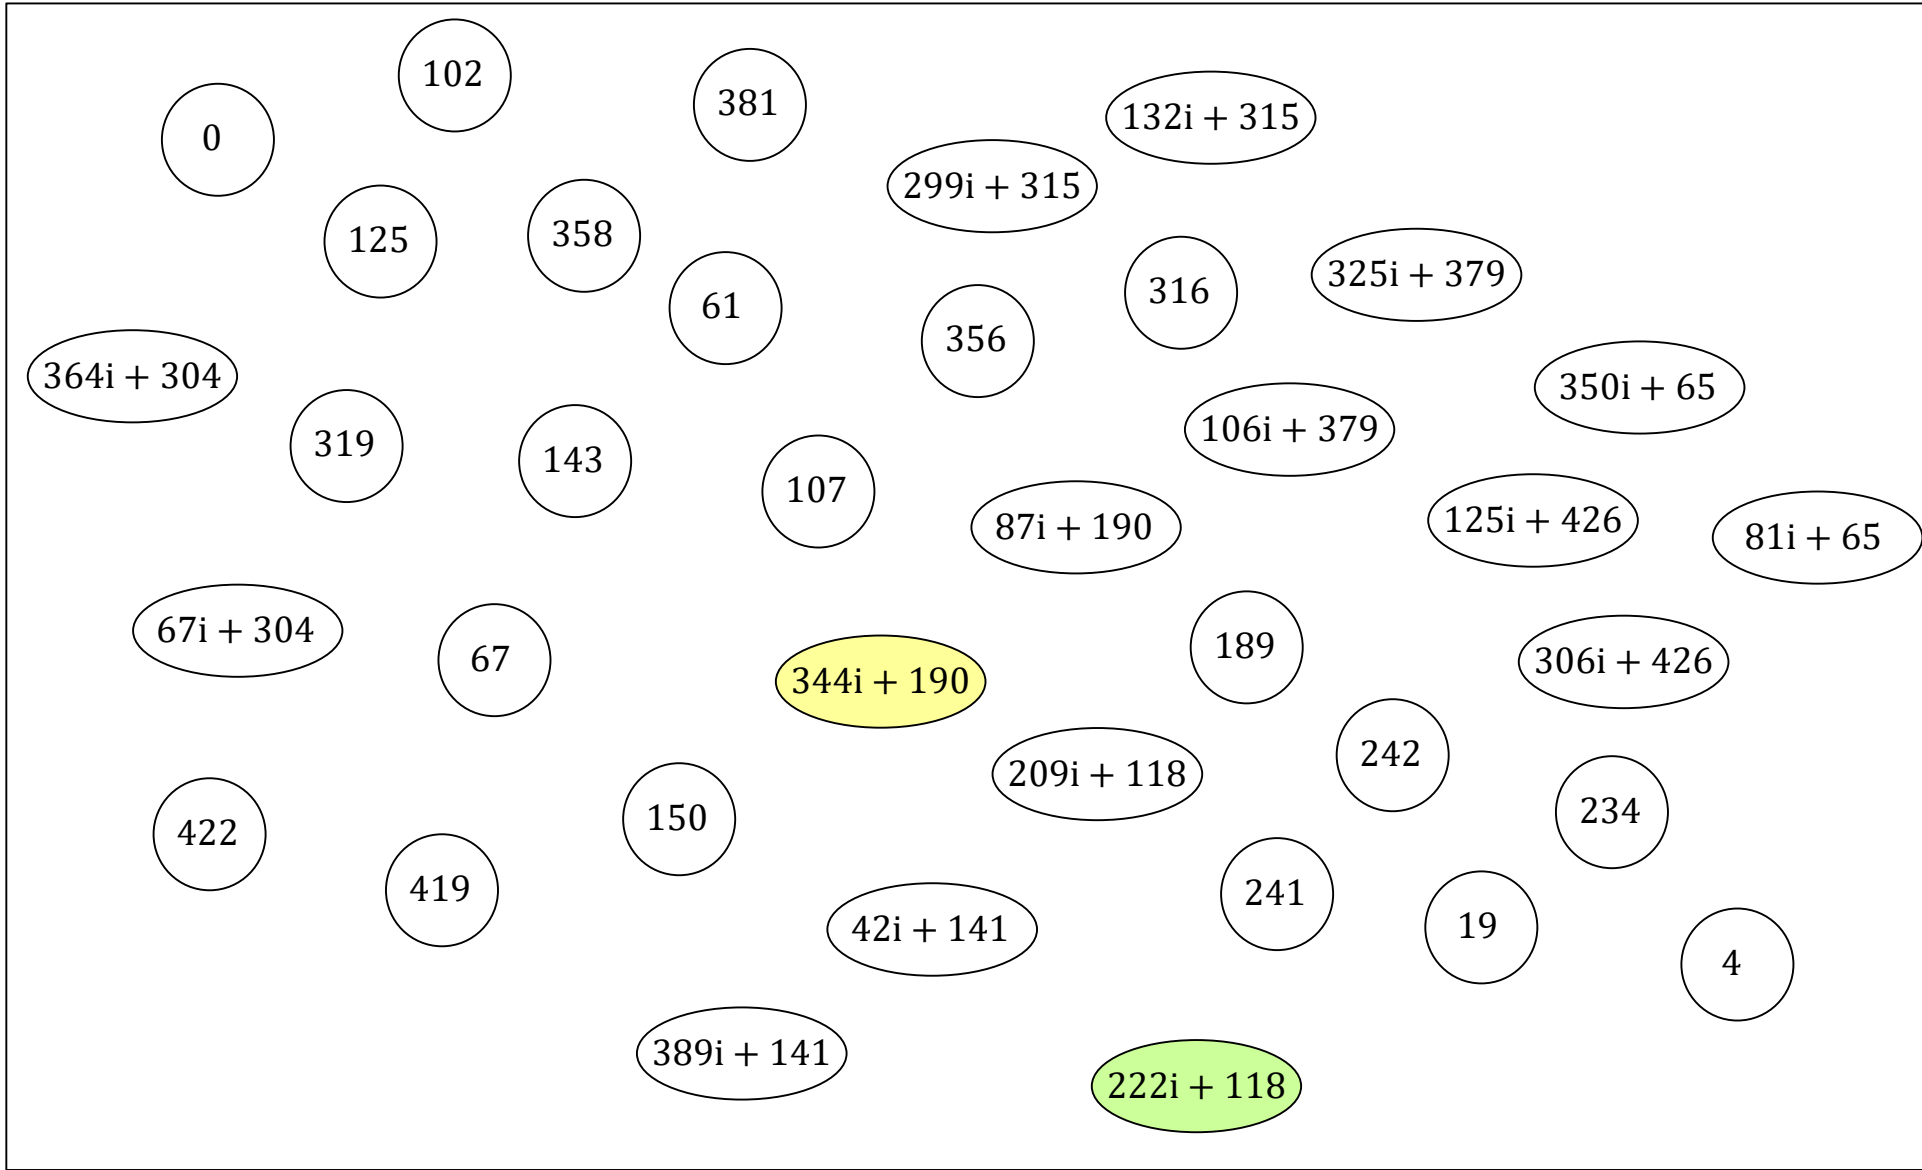 102
381
132i + 315
0
299i + 315
125
358
325i + 379
61
316
356
364i + 304
350i + 65
319
143
106i + 379
107
87i + 190
125i + 426
81i + 65
67i + 304
67
189
306i + 426
344i + 190
242
209i + 118
234
422
150
419
241
42i + 141
19
4
389i + 141
222i + 118